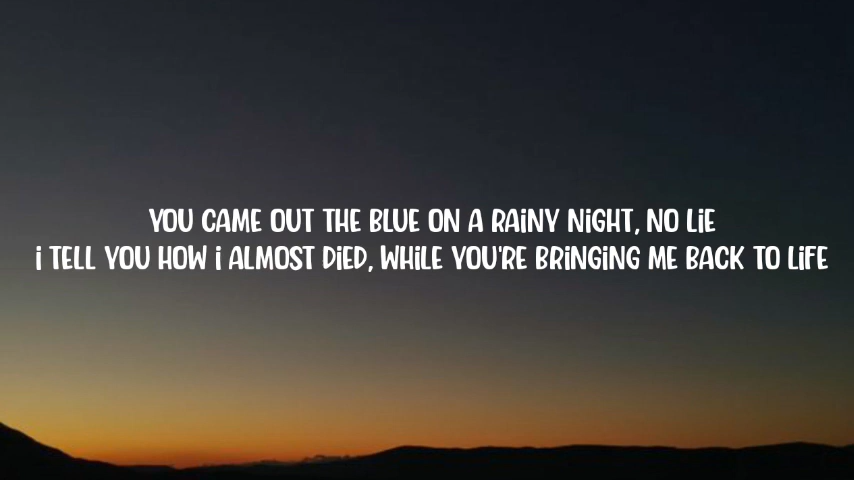 YOU CAME OUT THE BLUE ON A RAiNY NiGHT, NO LiE
i TELL YOU HOW i ALMOST DiED, WHiLE YOU'RE BRiNGiNG ME BACK TO LiFE